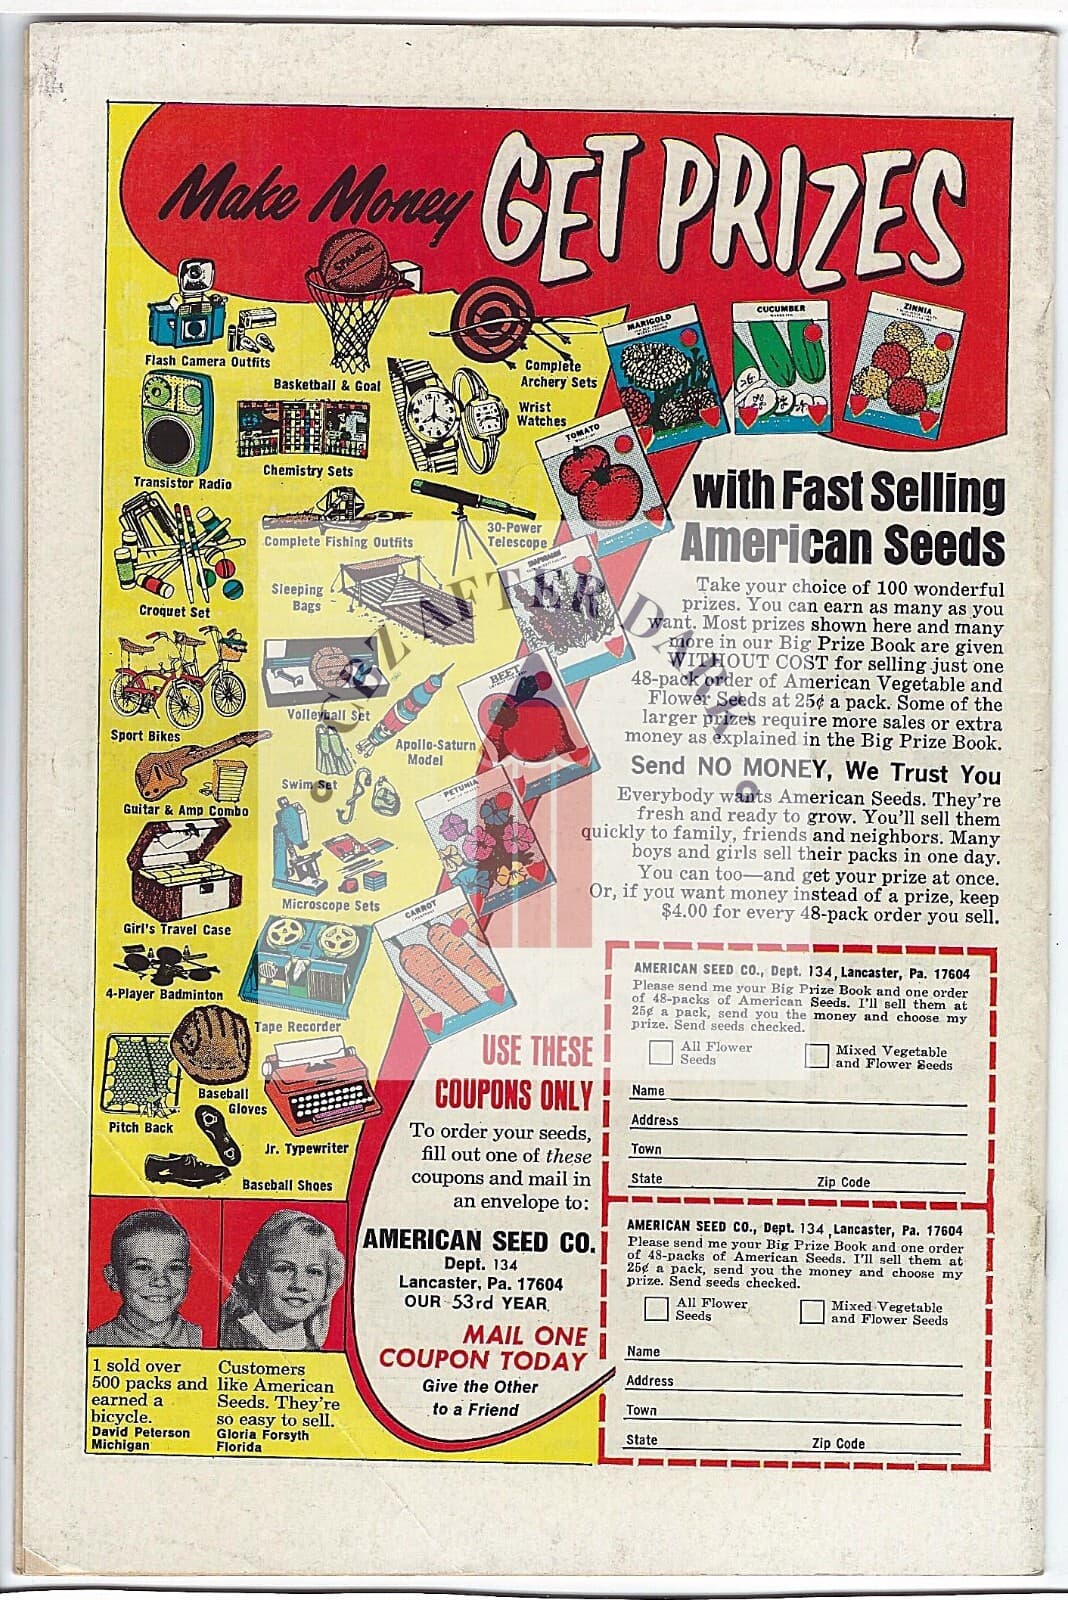 Make Money GET PRIZES
SPALDING
Flash Camera Outfits
Basketball & Goal
Complete
Archery Sets
MARIGOLD
CUCUMBER
ZINNIA
Transistor Radio
Chemistry Sets
Wrist
Watches
TOMATO
with Fast Selling
American Seeds
Complete Fishing Outfits
30-Power
Telescope
Croquet Set
Sleeping
Bags
CBZ AFTER DARK
Take your choice of 100 wonderful
prizes. You can earn as many as you
want. Most prizes shown here and many
more in our Big Prize Book are given
WITHOUT COST for selling just one
48-pack order of American Vegetable and
Flower Seeds at 25¢ a pack. Some of the
larger prizes require more sales or extra
money as explained in the Big Prize Book.
Send NO MONEY, We Trust You
Everybody wants American Seeds. They're
fresh and ready to grow. You'll sell them
quickly to family, friends and neighbors. Many
boys and girls sell their packs in one day.
You can too—and get your prize at once.
Or, if you want money instead of a prize, keep
$4.00 for every 48-pack order you sell.
Sport Bikes
Volleyball Set
BEET
Apollo-Saturn
Model
Guitar & Amp Combo
Swim Set
PETUNIA
Girl's Travel Case
Microscope Sets
CARROT
4-Player Badminton
Tape Recorder
Pitch Back
Baseball
Gloves
Jr. Typewriter
Baseball Shoes
USE THESE
COUPONS ONLY
To order your seeds,
fill out one of these
coupons and mail in
an envelope to:
AMERICAN SEED CO.
Dept. 134
Lancaster, Pa. 17604
OUR 53rd YEAR
MAIL ONE
COUPON TODAY
Give the Other
to a Friend
I sold over
500 packs and
earned a
bicycle.
David Peterson
Michigan
Customers
like American
Seeds. They're
so easy to sell.
Gloria Forsyth
Florida
AMERICAN SEED CO., Dept. 134, Lancaster, Pa. 17604
Please send me your Big Prize Book and one order
of 48-packs of American Seeds. I'll sell them at
25¢ a pack, send you the money and choose my
prize. Send seeds checked.
All Flower
Seeds
Mixed Vegetable
and Flower Seeds
Name
Address
Town
State Zip Code
AMERICAN SEED CO., Dept. 134, Lancaster, Pa. 17604
Please send me your Big Prize Book and one order
of 48-packs of American Seeds. I'll sell them at
25¢ a pack, send you the money and choose my
prize. Send seeds checked.
All Flower
Seeds
Mixed Vegetable
and Flower Seeds
Name
Address
Town
State Zip Code